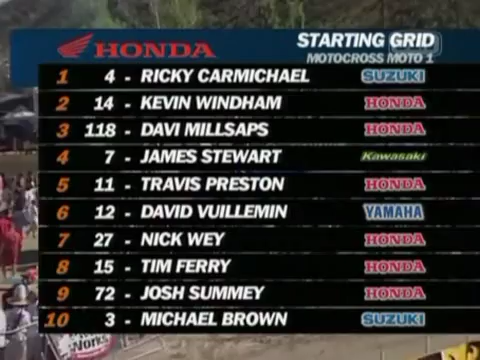 HONDA
STARTING GRID
MOTOCROSS MOTO 1
1 4 - RICKY CARMICHAEL SUZUKI
2 14 - KEVIN WINDHAM HONDA
3 118 - DAVI MILLSAPS HONDA
4 7 - JAMES STEWART Kawasaki
5 11 - TRAVIS PRESTON HONDA
6 12 - DAVID VUILLEMIN YAMAHA
7 27 - NICK WEY HONDA
8 15 - TIM FERRY HONDA
9 72 - JOSH SUMMEY HONDA
10 3 - MICHAEL BROWN SUZUKI
Works